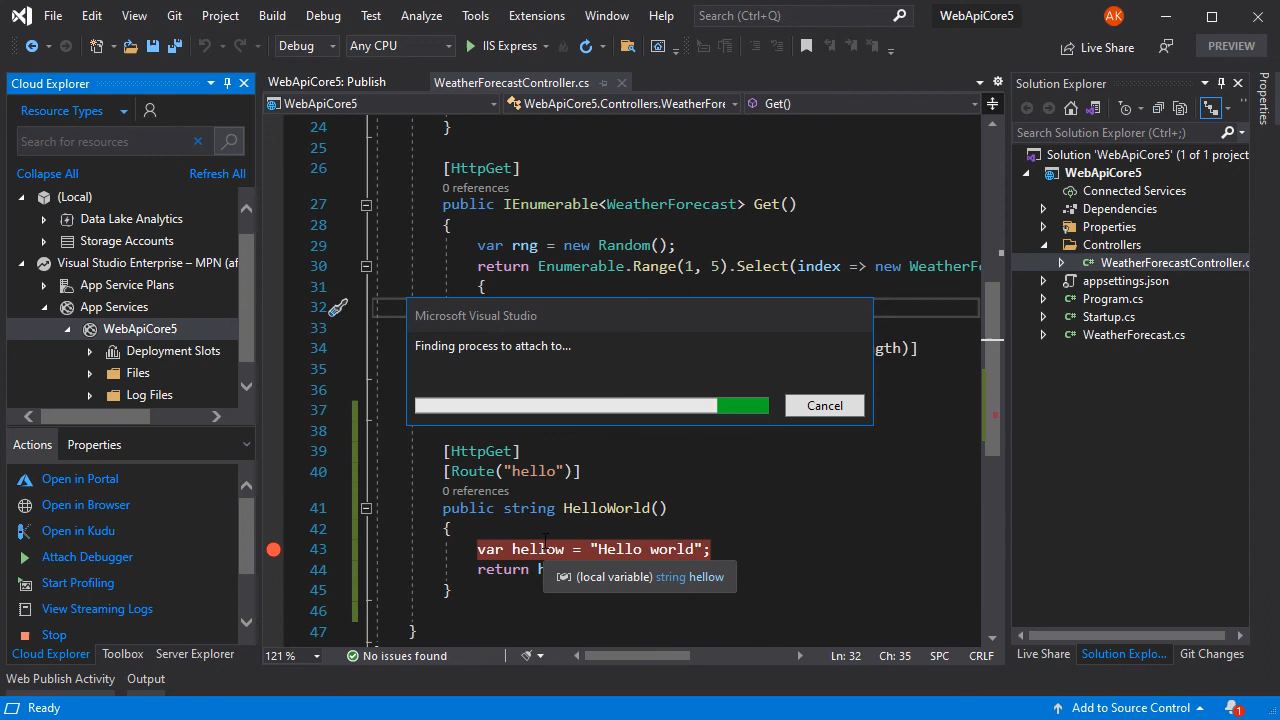 File Edit View Git Project Build Debug Test Analyze Tools Extensions Window Help Search (Ctrl+Q) WebApiCore5 AK
Debug Any CPU IIS Express Live Share PREVIEW
Cloud Explorer
Resource Types
Search for resources
Collapse All Refresh All
(Local)
Data Lake Analytics
Storage Accounts
Visual Studio Enterprise – MPN (af
App Service Plans
App Services
WebApiCore5
Deployment Slots
Files
Log Files
Actions Properties
Open in Portal
Open in Browser
Open in Kudu
Attach Debugger
Start Profiling
View Streaming Logs
Stop
Cloud Explorer Toolbox Server Explorer
WebApiCore5: Publish WeatherForecastController.cs
WebApiCore5 WebApiCore5.Controllers.WeatherFore Get()
24 }
25
26 [HttpGet]
0 references
27 public IEnumerable<WeatherForecast> Get()
28 {
29 var rng = new Random();
30 return Enumerable.Range(1, 5).Select(index => new WeatherFo
31 {
32
33
34 gth)]
35
36
37
38
39 [HttpGet]
40 [Route("hello")]
0 references
41 public string HelloWorld()
42 {
43 var hellow = "Hello world";
44 return h
45 }
46
47 }
Microsoft Visual Studio
Finding process to attach to...
Cancel
(local variable) string hellow
121 % No issues found Ln: 32 Ch: 35 SPC CRLF
Solution Explorer
Search Solution Explorer (Ctrl+;)
Solution 'WebApiCore5' (1 of 1 project
WebApiCore5
Connected Services
Dependencies
Properties
Controllers
C# WeatherForecastController.c
appsettings.json
C# Program.cs
C# Startup.cs
C# WeatherForecast.cs
Live Share Solution Explo... Git Changes
Properties
Web Publish Activity Output
Ready Add to Source Control 1